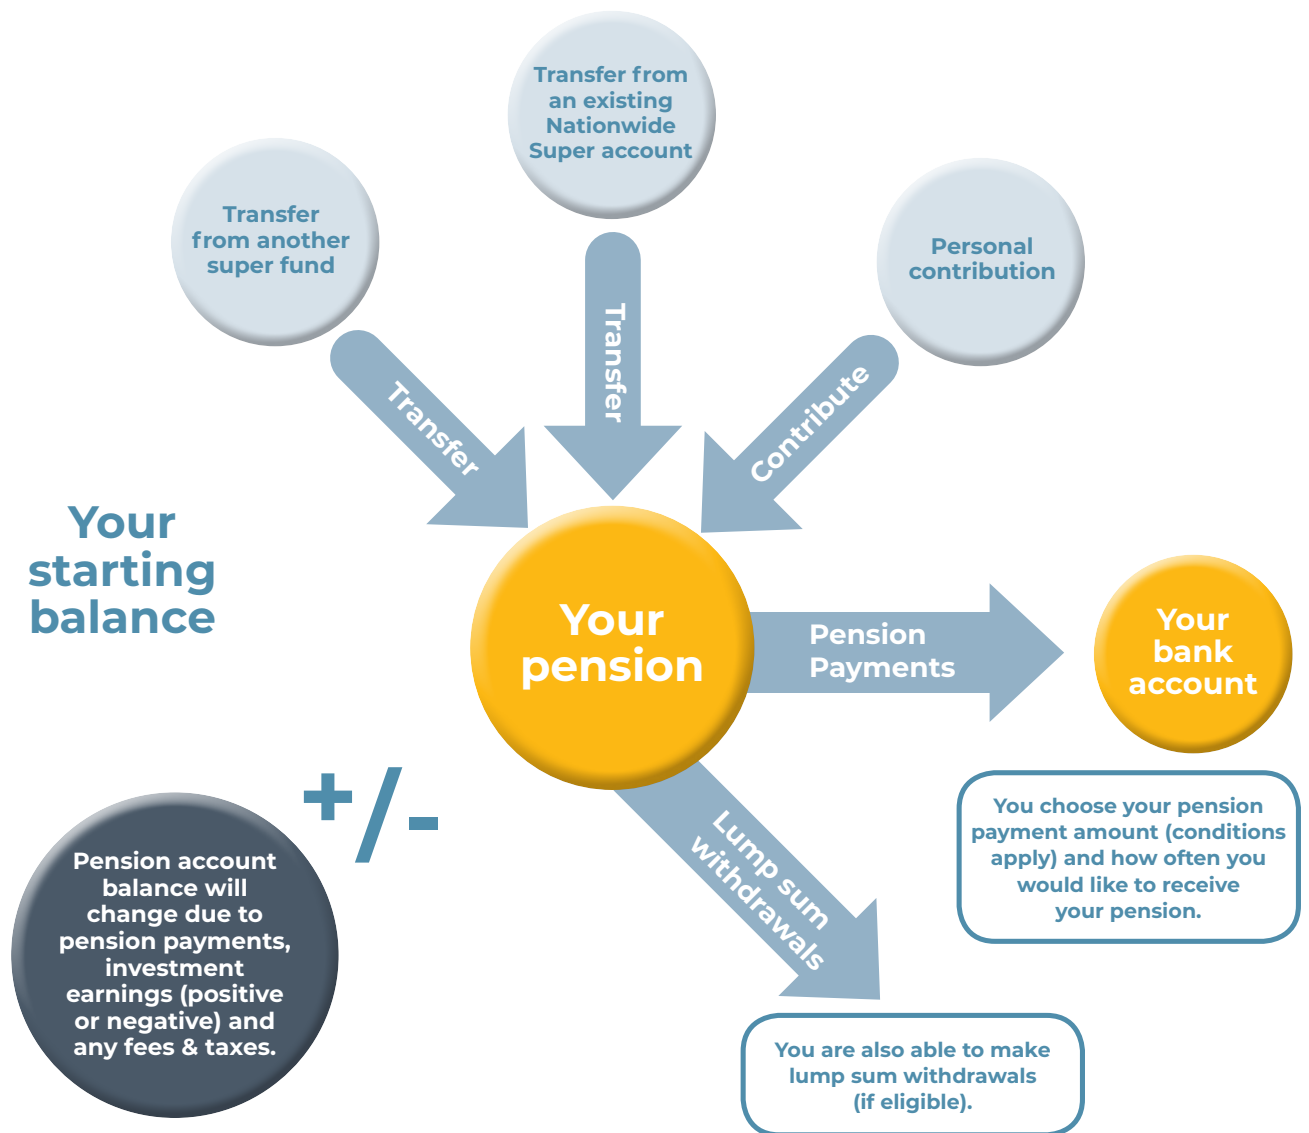 Transfer from
an existing
Nationwide
Super account
Transfer
from another
super fund
Personal
contribution
Transfer
Transfer
Contribute
Your
starting
balance
Your
pension
Pension
Payments
Your
bank
account
+/-
Lump sum
withdrawals
You choose your pension
payment amount (conditions
apply) and how often you
would like to receive
your pension.
Pension account
balance will
change due to
pension payments,
investment
earnings (positive
or negative) and
any fees & taxes.
You are also able to make
lump sum withdrawals
(if eligible).